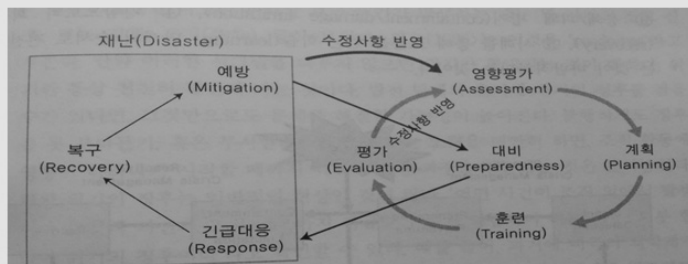 재난(Disaster)
수정사항 반영
예방
(Mitigation)
영향평가
(Assessment)
수정사항 반영
복구
(Recovery)
평가
(Evaluation)
대비
(Preparedness)
계획
(Planning)
긴급대응
(Response)
훈련
(Training)